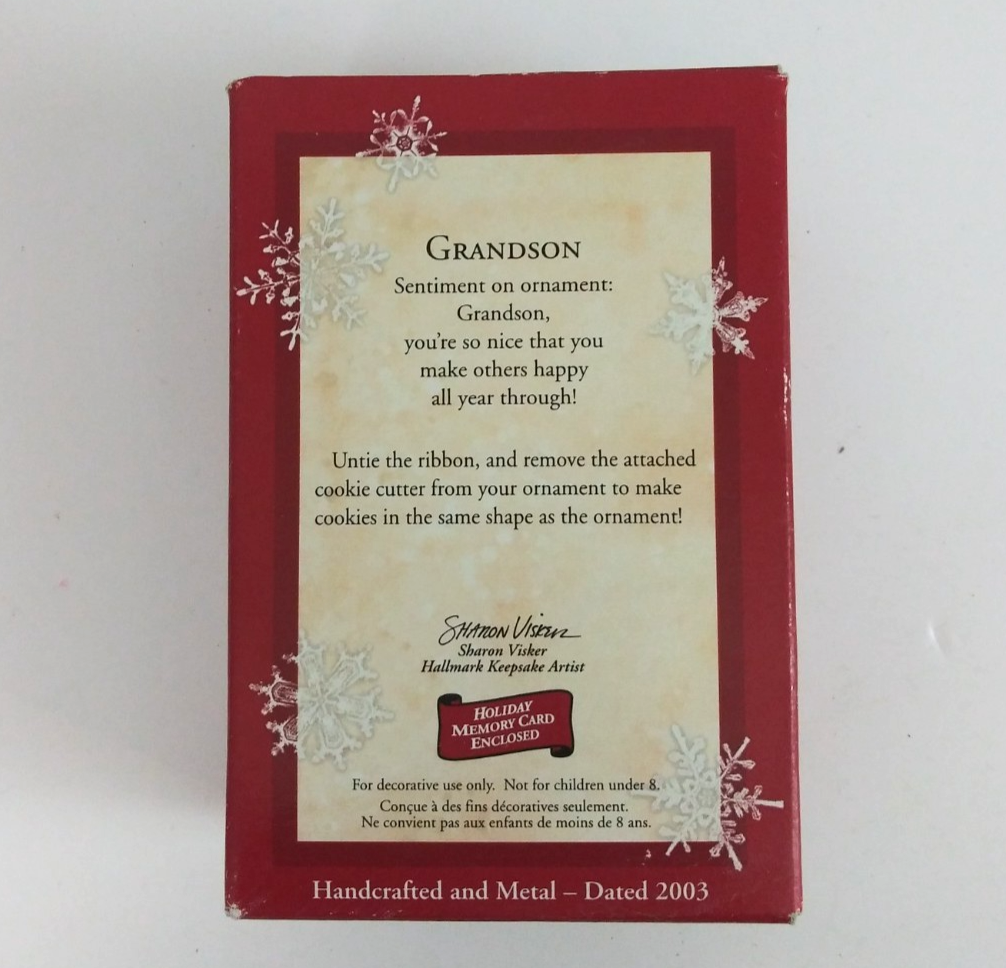 GRANDSON
Sentiment on ornament:
Grandson,
you're so nice that you
make others happy
all year through!
Untie the ribbon, and remove the attached
cookie cutter from your ornament to make
cookies in the same shape as the ornament!
SHARON VISKER
Sharon Visker
Hallmark Keepsake Artist
HOLIDAY
MEMORY CARD
ENCLOSED
For decorative use only. Not for children under 8.
Conçue à des fins décoratives seulement.
Ne convient pas aux enfants de moins de 8 ans.
Handcrafted and Metal – Dated 2003